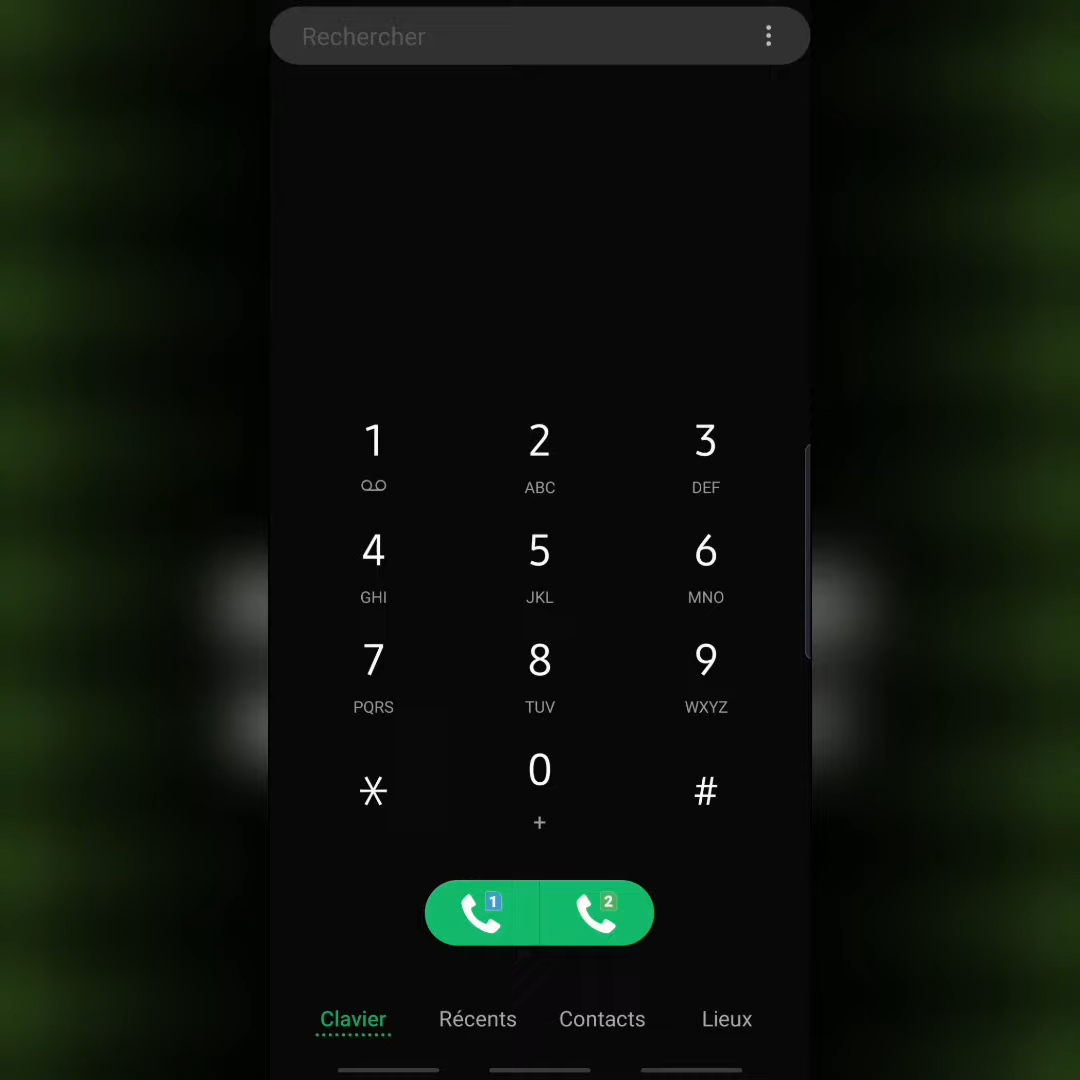 Rechercher
1 2 3
ABC DEF
4 5 6
GHI JKL MNO
7 8 9
PQRS TUV WXYZ
0
* #
+
1 2
Clavier Récents Contacts Lieux